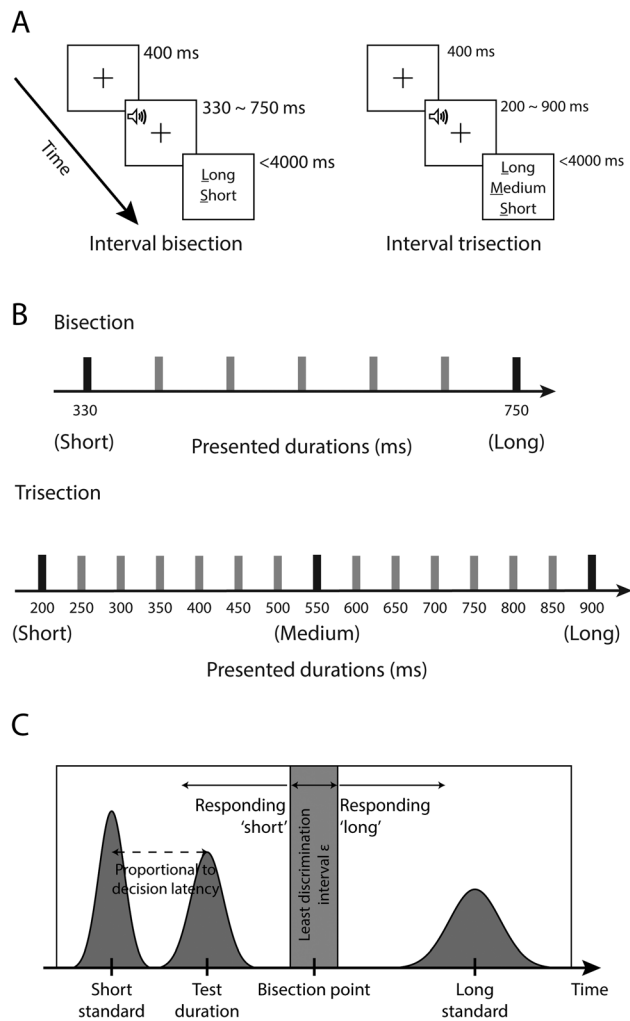 A
400 ms
330 ~ 750 ms
<4000 ms
Long
Short
Time
Interval bisection
400 ms
200 ~ 900 ms
<4000 ms
Long
Medium
Short
Interval trisection
B
Bisection
330
750
(Short)
Presented durations (ms)
(Long)
Trisection
200 250 300 350 400 450 500 550 600 650 700 750 800 850 900
(Short)
(Medium)
(Long)
Presented durations (ms)
C
Responding
'short'
Least discrimination
interval ε
Responding
'long'
Proportional to
decision latency
Short
standard
Test
duration
Bisection point
Long
standard
Time